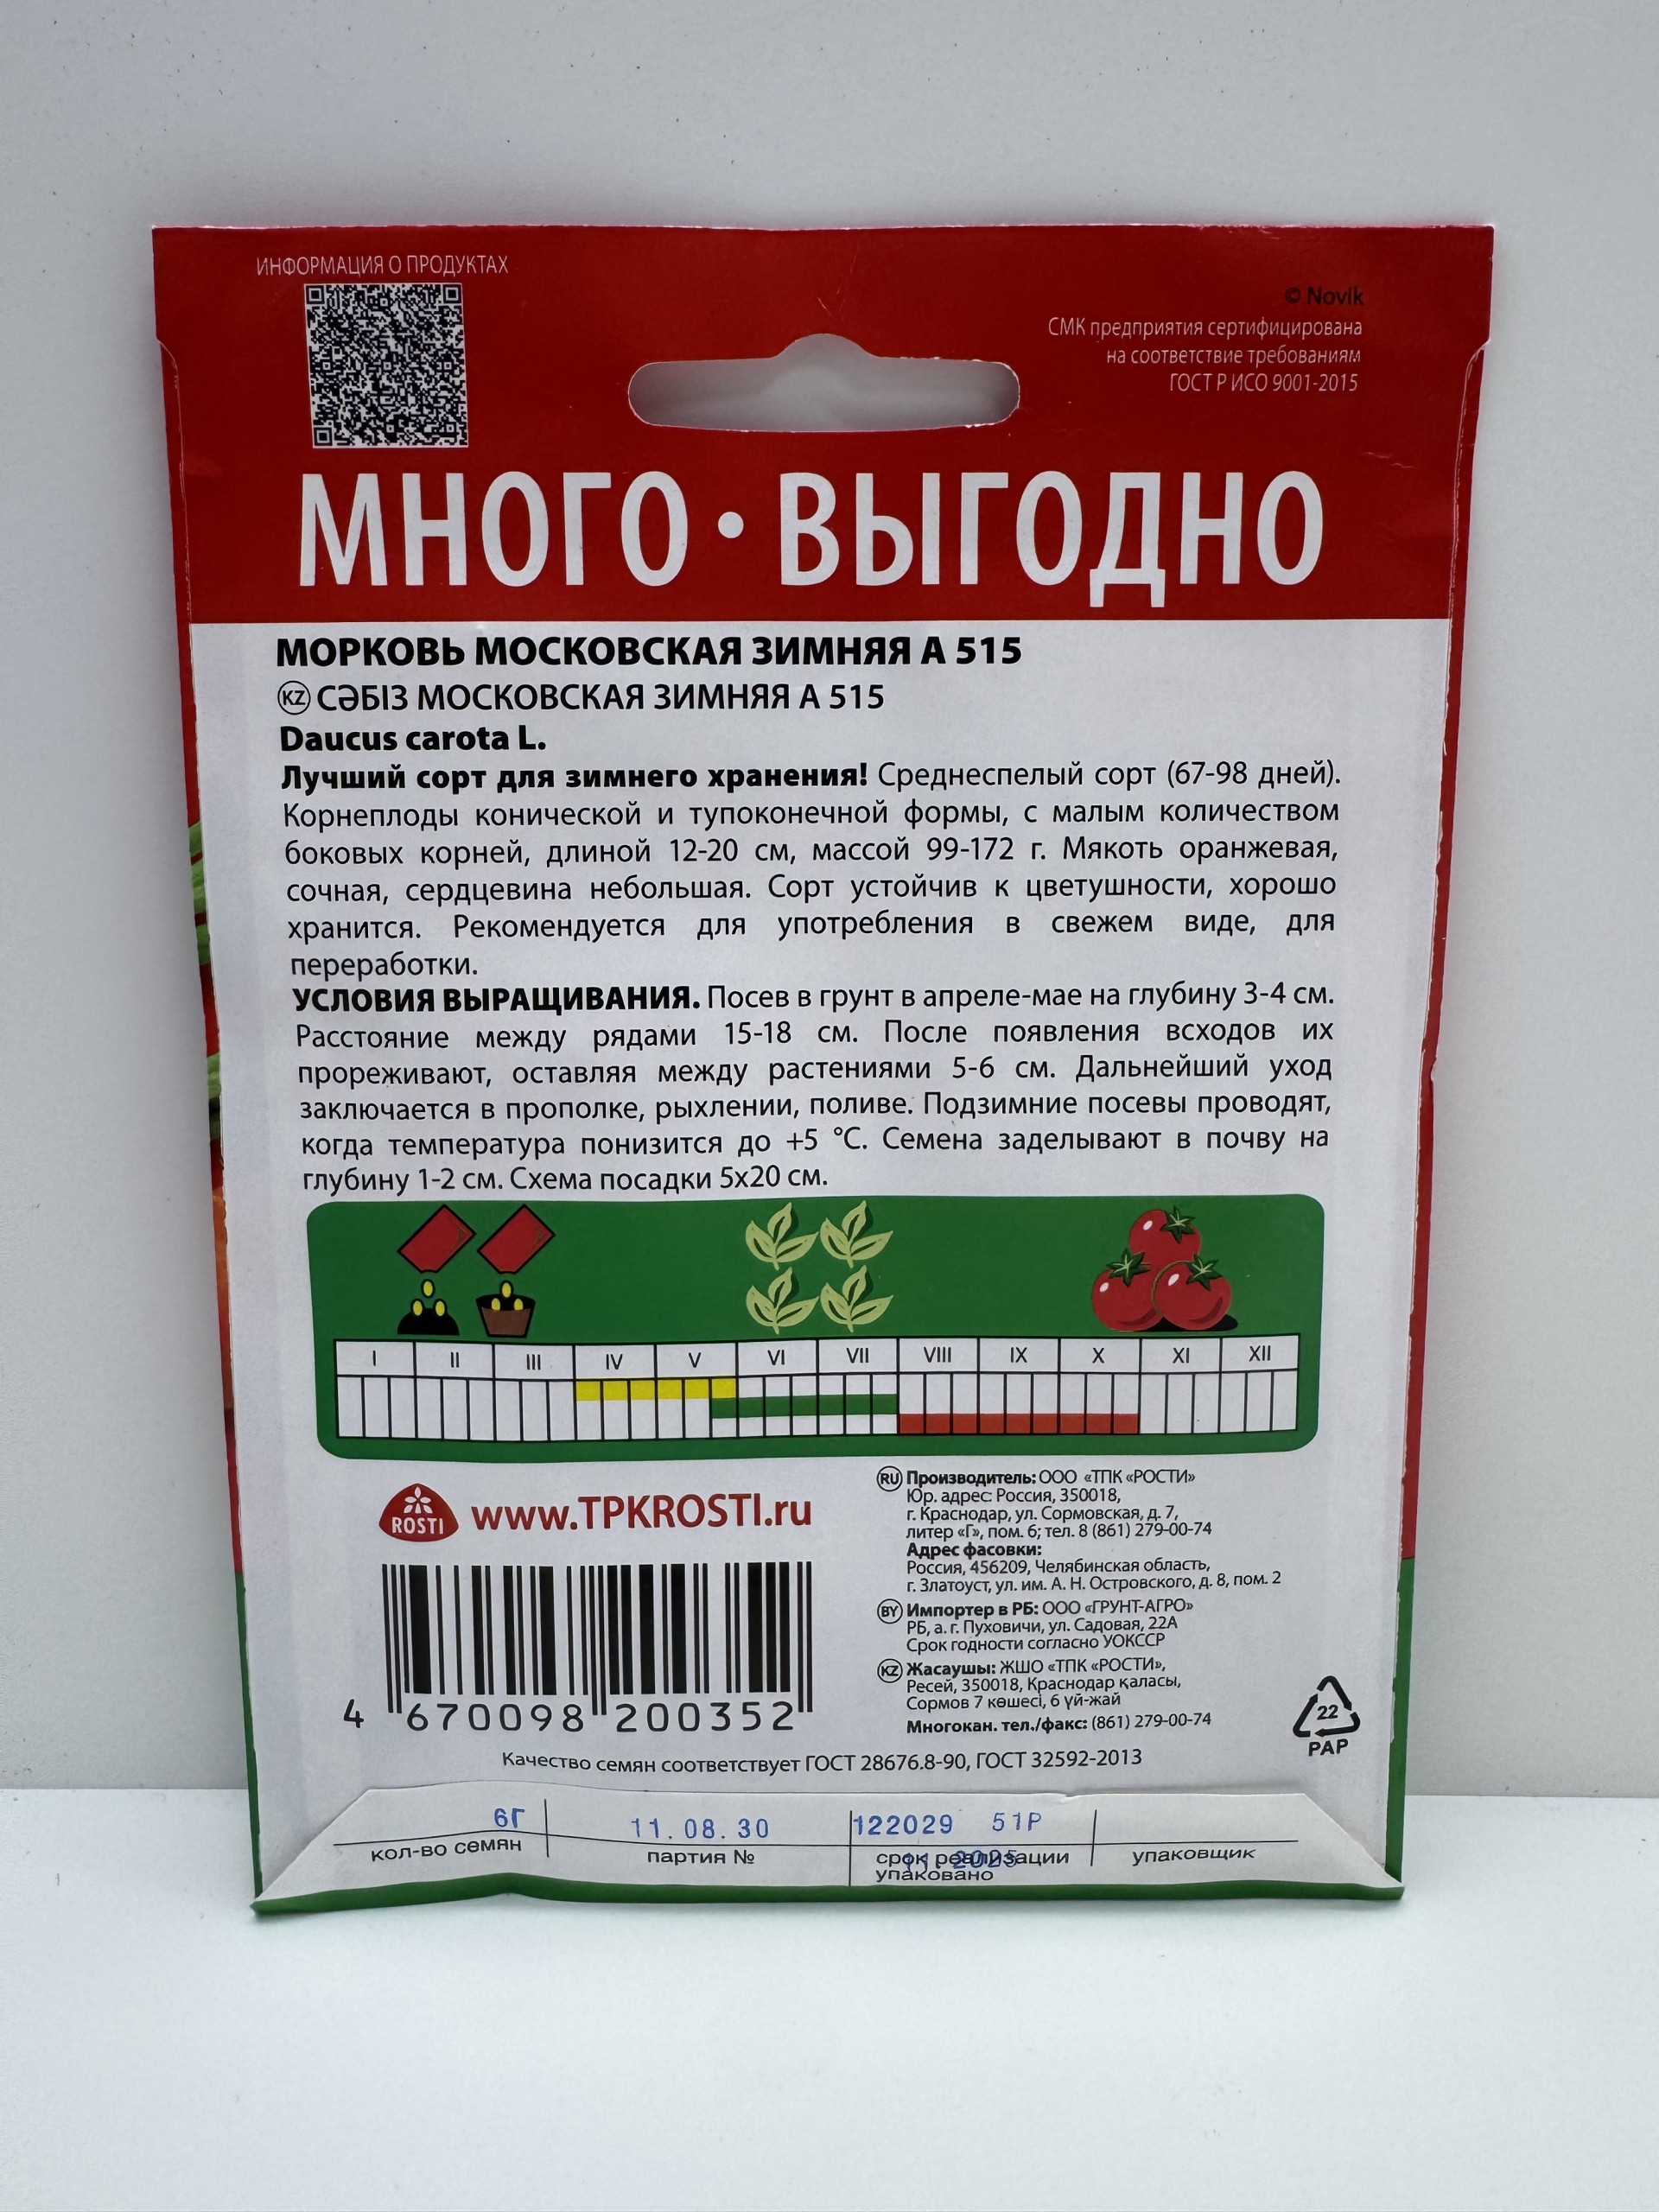 ИНФОРМАЦИЯ О ПРОДУКТАХ
© Novik
СМК предприятия сертифицирована
на соответствие требованиям
ГОСТ Р ИСО 9001-2015
МНОГО • ВЫГОДНО
МОРКОВЬ МОСКОВСКАЯ ЗИМНЯЯ А 515
KZ СӘБІЗ МОСКОВСКАЯ ЗИМНЯЯ А 515
Daucus carota L.
Лучший сорт для зимнего хранения! Среднеспелый сорт (67-98 дней).
Корнеплоды конической и тупоконечной формы, с малым количеством
боковых корней, длиной 12-20 см, массой 99-172 г. Мякоть оранжевая,
сочная, сердцевина небольшая. Сорт устойчив к цветушности, хорошо
хранится. Рекомендуется для употребления в свежем виде, для
переработки.
УСЛОВИЯ ВЫРАЩИВАНИЯ. Посев в грунт в апреле-мае на глубину 3-4 см.
Расстояние между рядами 15-18 см. После появления всходов их
прореживают, оставляя между растениями 5-6 см. Дальнейший уход
заключается в прополке, рыхлении, поливе. Подзимние посевы проводят,
когда температура понизится до +5 °С. Семена заделывают в почву на
глубину 1-2 см. Схема посадки 5х20 см.
I II III IV V VI VII VIII IX X XI XII
ROSTI www.TPKROSTI.ru
RU Производитель: ООО «ТПК «РОСТИ»
Юр. адрес: Россия, 350018,
г. Краснодар, ул. Сормовская, д. 7,
литер «Г», пом. 6; тел. 8 (861) 279-00-74
Адрес фасовки:
Россия, 456209, Челябинская область,
г. Златоуст, ул. им. А. Н. Островского, д. 8, пом. 2
BY Импортер в РБ: ООО «ГРУНТ-АГРО»
РБ, а. г. Пуховичи, ул. Садовая, 22А
Срок годности согласно УОКССР
KZ Жасаушы: ЖШО «ТПК «РОСТИ»,
Ресей, 350018, Краснодар қаласы,
Сормов 7 көшесі, 6 үй-жай
Многокан. тел./факс: (861) 279-00-74
4 670098 200352
22
PAP
Качество семян соответствует ГОСТ 28676.8-90, ГОСТ 32592-2013
6Г 11.08.30 122029 51Р
кол-во семян партия № срок реализации упаковщик
11. 2025
упаковано